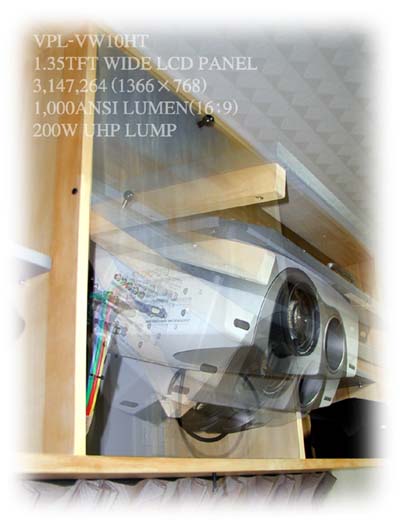 VPL-VW10HT
1.35TFT WIDE LCD PANEL
3,147,264 (1366×768)
1,000ANSI LUMEN(16:9)
200W UHP LUMP